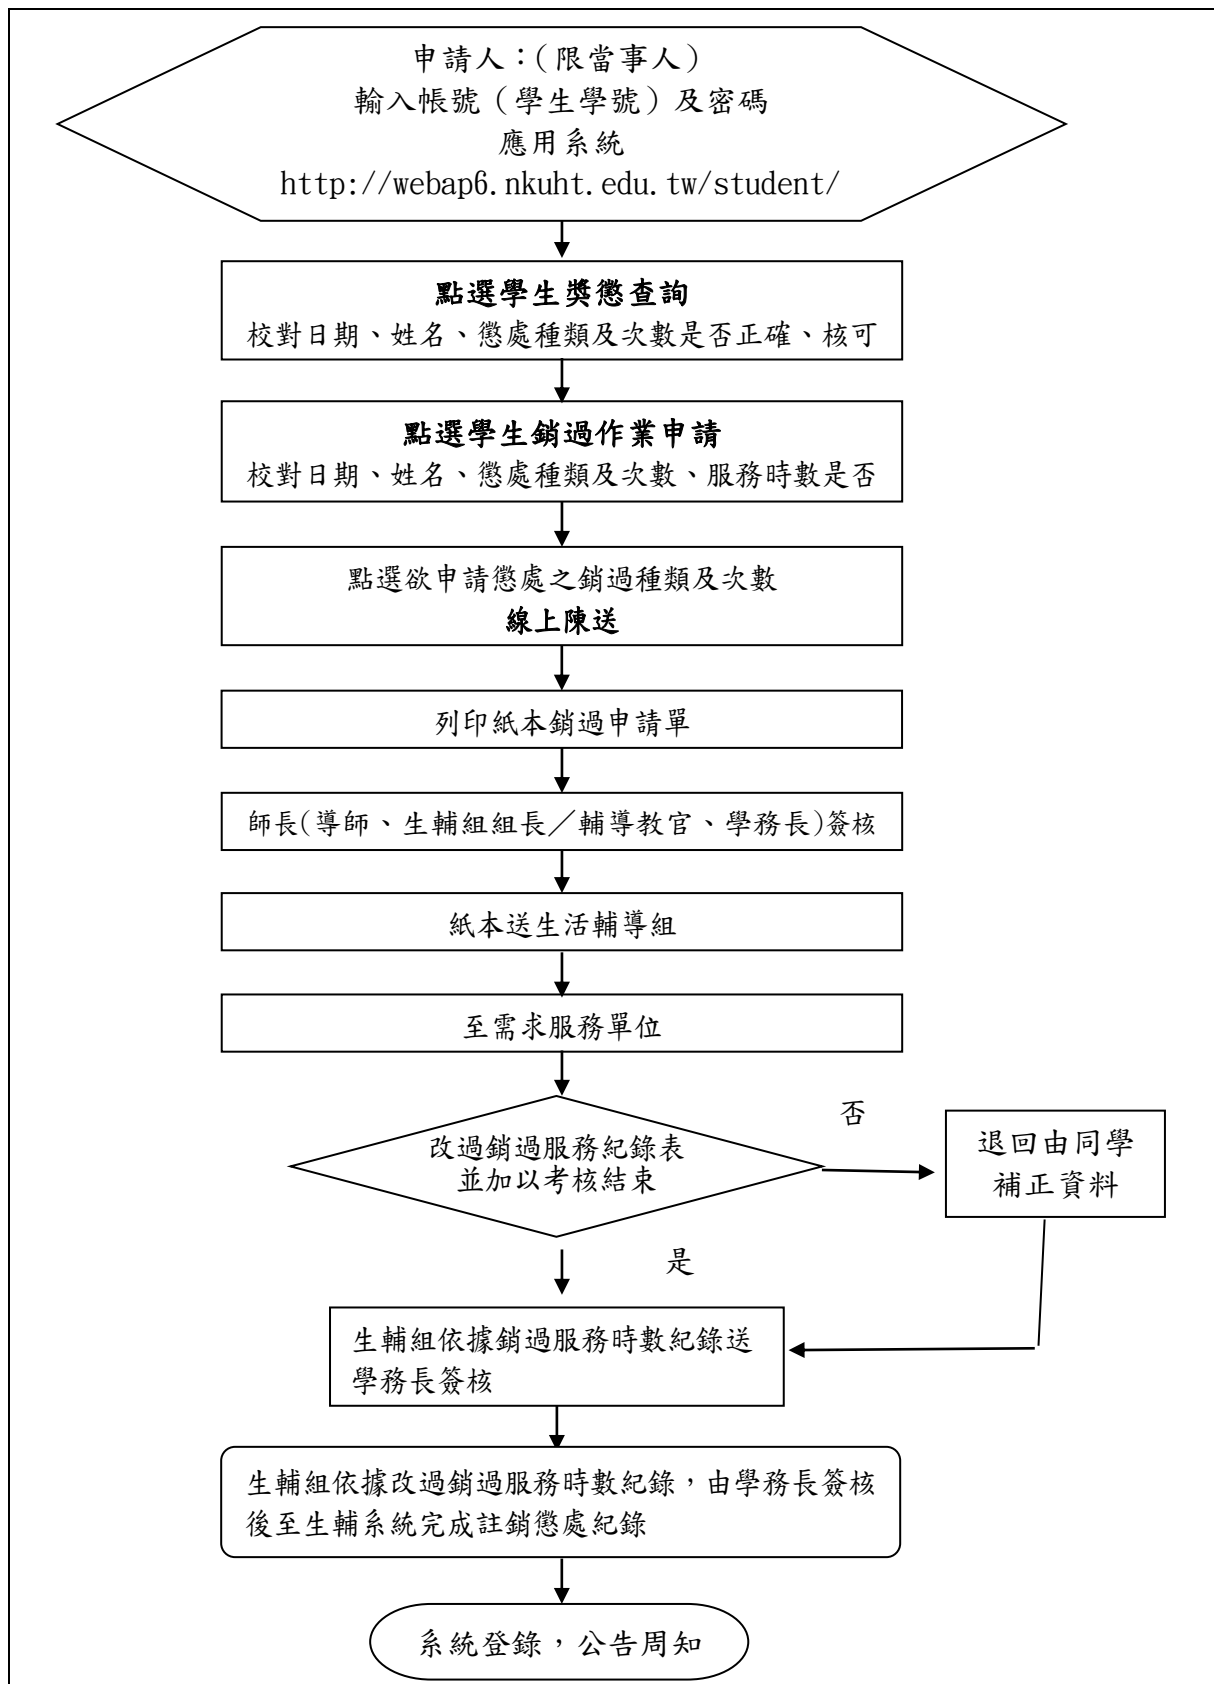 申請人：(限當事人)
輸入帳號（學生學號）及密碼
應用系統
http://webap6.nkuht.edu.tw/student/
點選學生獎懲查詢
校對日期、姓名、懲處種類及次數是否正確、核可
點選學生銷過作業申請
校對日期、姓名、懲處種類及次數、服務時數是否
點選欲申請懲處之銷過種類及次數
線上陳送
列印紙本銷過申請單
師長(導師、生輔組組長／輔導教官、學務長)簽核
紙本送生活輔導組
至需求服務單位
改過銷過服務紀錄表
並加以考核結束
否
退回由同學
補正資料
是
生輔組依據銷過服務時數紀錄送
學務長簽核
生輔組依據改過銷過服務時數紀錄，由學務長簽核
後至生輔系統完成註銷懲處紀錄
系統登錄，公告周知